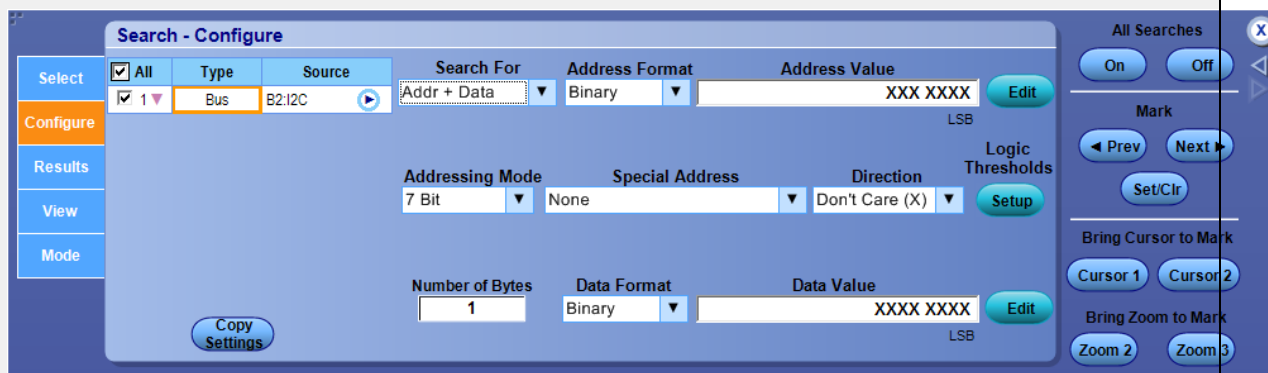 Search - Configure
Select
Configure
Results
View
Mode
All Type Source
1 Bus B2:I2C
Search For Address Format Address Value
Addr + Data Binary XXX XXXX Edit
LSB
Logic
Thresholds
Addressing Mode Special Address Direction
7 Bit None Don't Care (X) Setup
Number of Bytes Data Format Data Value
1 Binary XXXX XXXX Edit
LSB
Copy
Settings
All Searches
X
On Off
Mark
Prev Next
Set/Clr
Bring Cursor to Mark
Cursor 1 Cursor 2
Bring Zoom to Mark
Zoom 2 Zoom 3